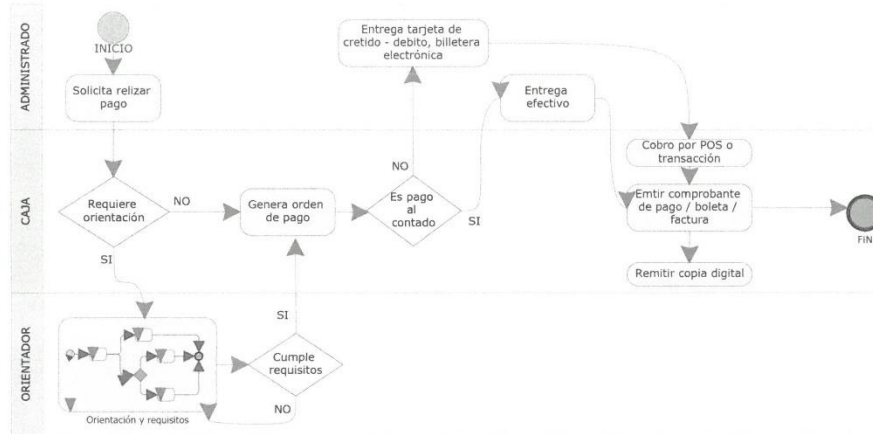 ADMINISTRADO
INICIO
Solicita relizar
pago
Entrega tarjeta de
cretido - debito, billetera
electrónica
Entrega
efectivo
CAJA
Requiere
orientación
NO
SI
Genera orden
de pago
Es pago
al
contado
NO
SI
Cobro por POS o
transacción
Emtir comprobante
de pago / boleta /
factura
Remitir copia digital
FIN
ORIENTADOR
Orientación y requisitos
Cumple
requisitos
SI
NO